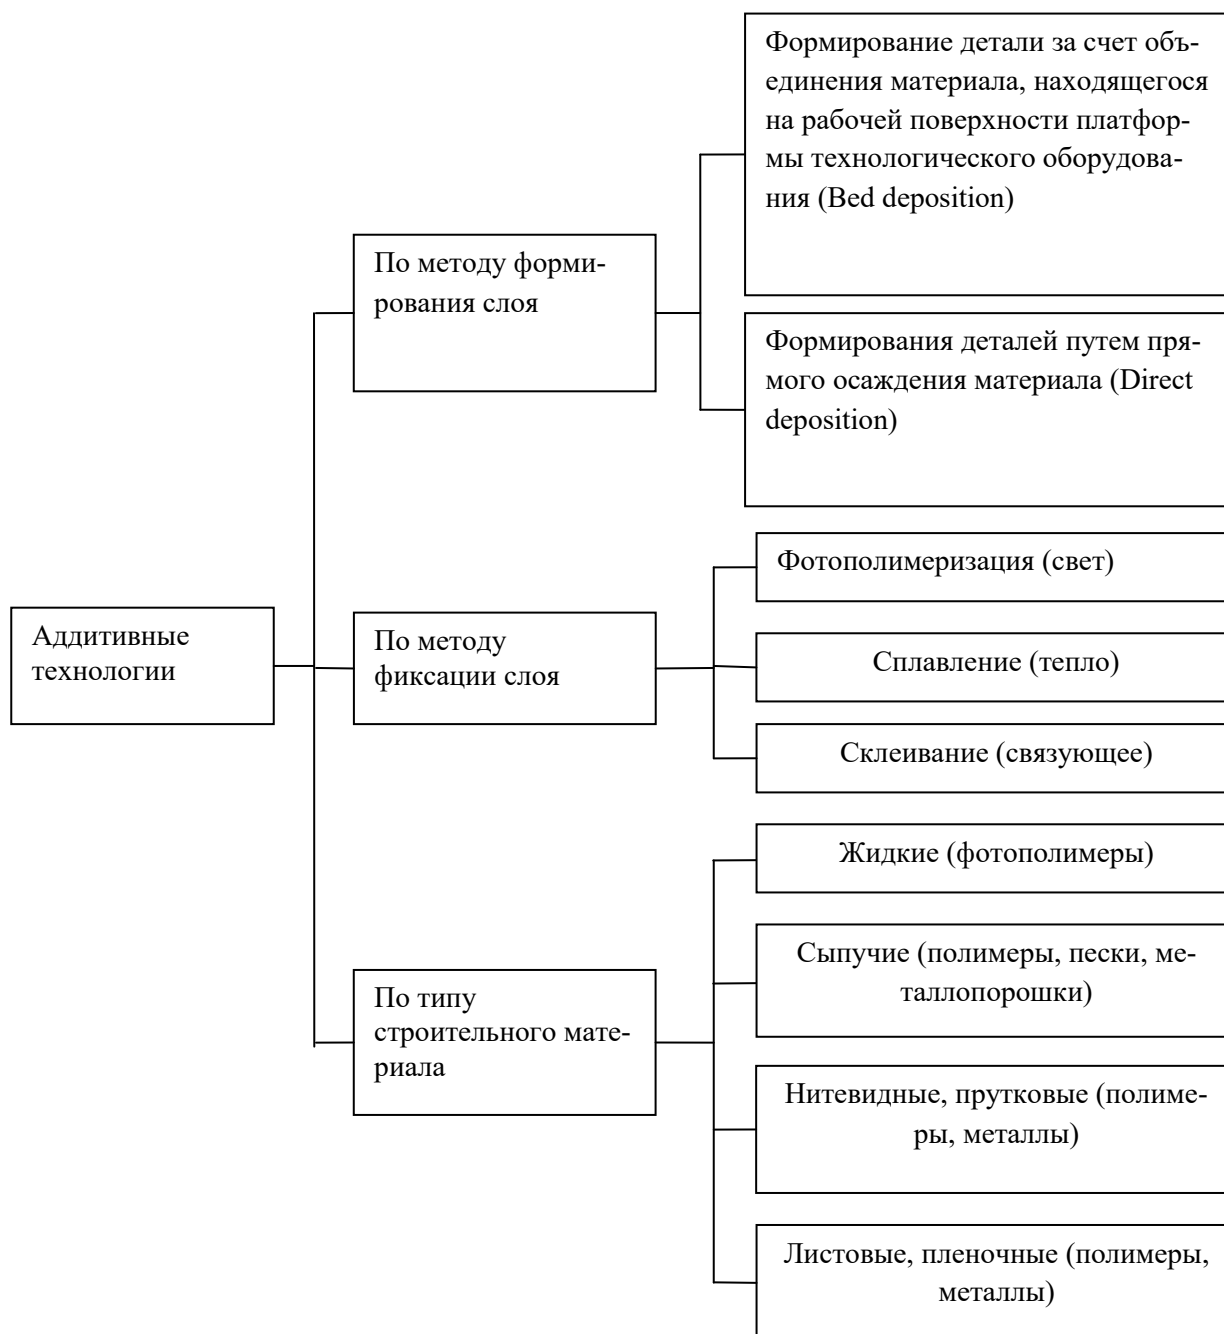 Формирование детали за счет объ-
единения материала, находящегося
на рабочей поверхности платфор-
мы технологического оборудова-
ния (Bed deposition)
По методу форми-
рования слоя
Формирования деталей путем пря-
мого осаждения материала (Direct
deposition)
Фотополимеризация (свет)
Аддитивные
технологии
По методу
фиксации слоя
Сплавление (тепло)
Склеивание (связующее)
Жидкие (фотополимеры)
Сыпучие (полимеры, пески, ме-
таллопорошки)
По типу
строительного мате-
риала
Нитевидные, прутковые (полиме-
ры, металлы)
Листовые, пленочные (полимеры,
металлы)